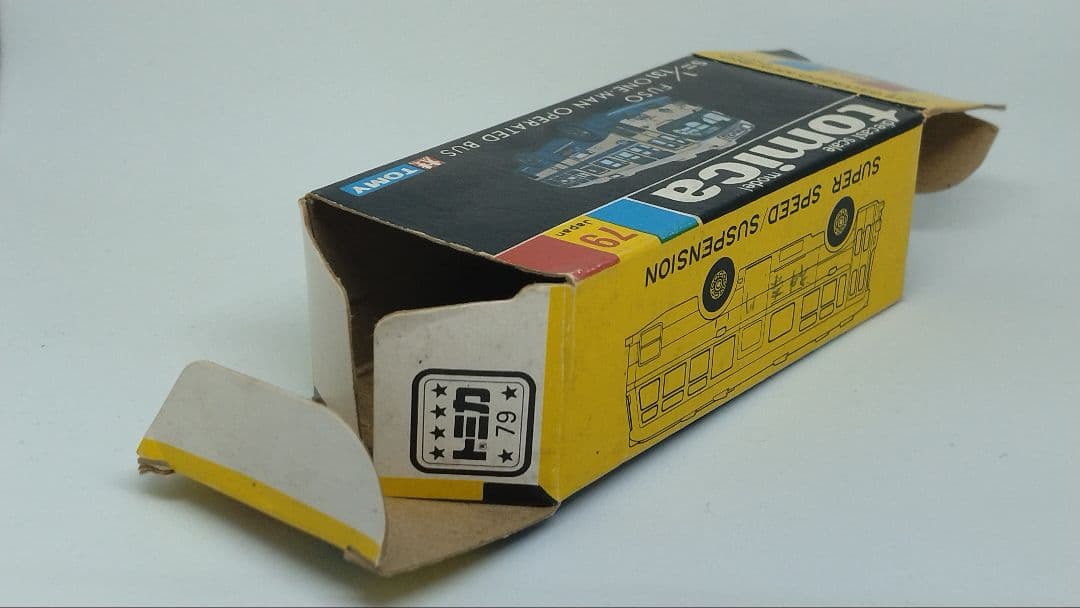 diecast scale model
tomica
79
Japan
FUSO
S=1/131 ONE-MAN OPERATED BUS
TOMY
SUPER SPEED/SUSPENSION
トミカ
79